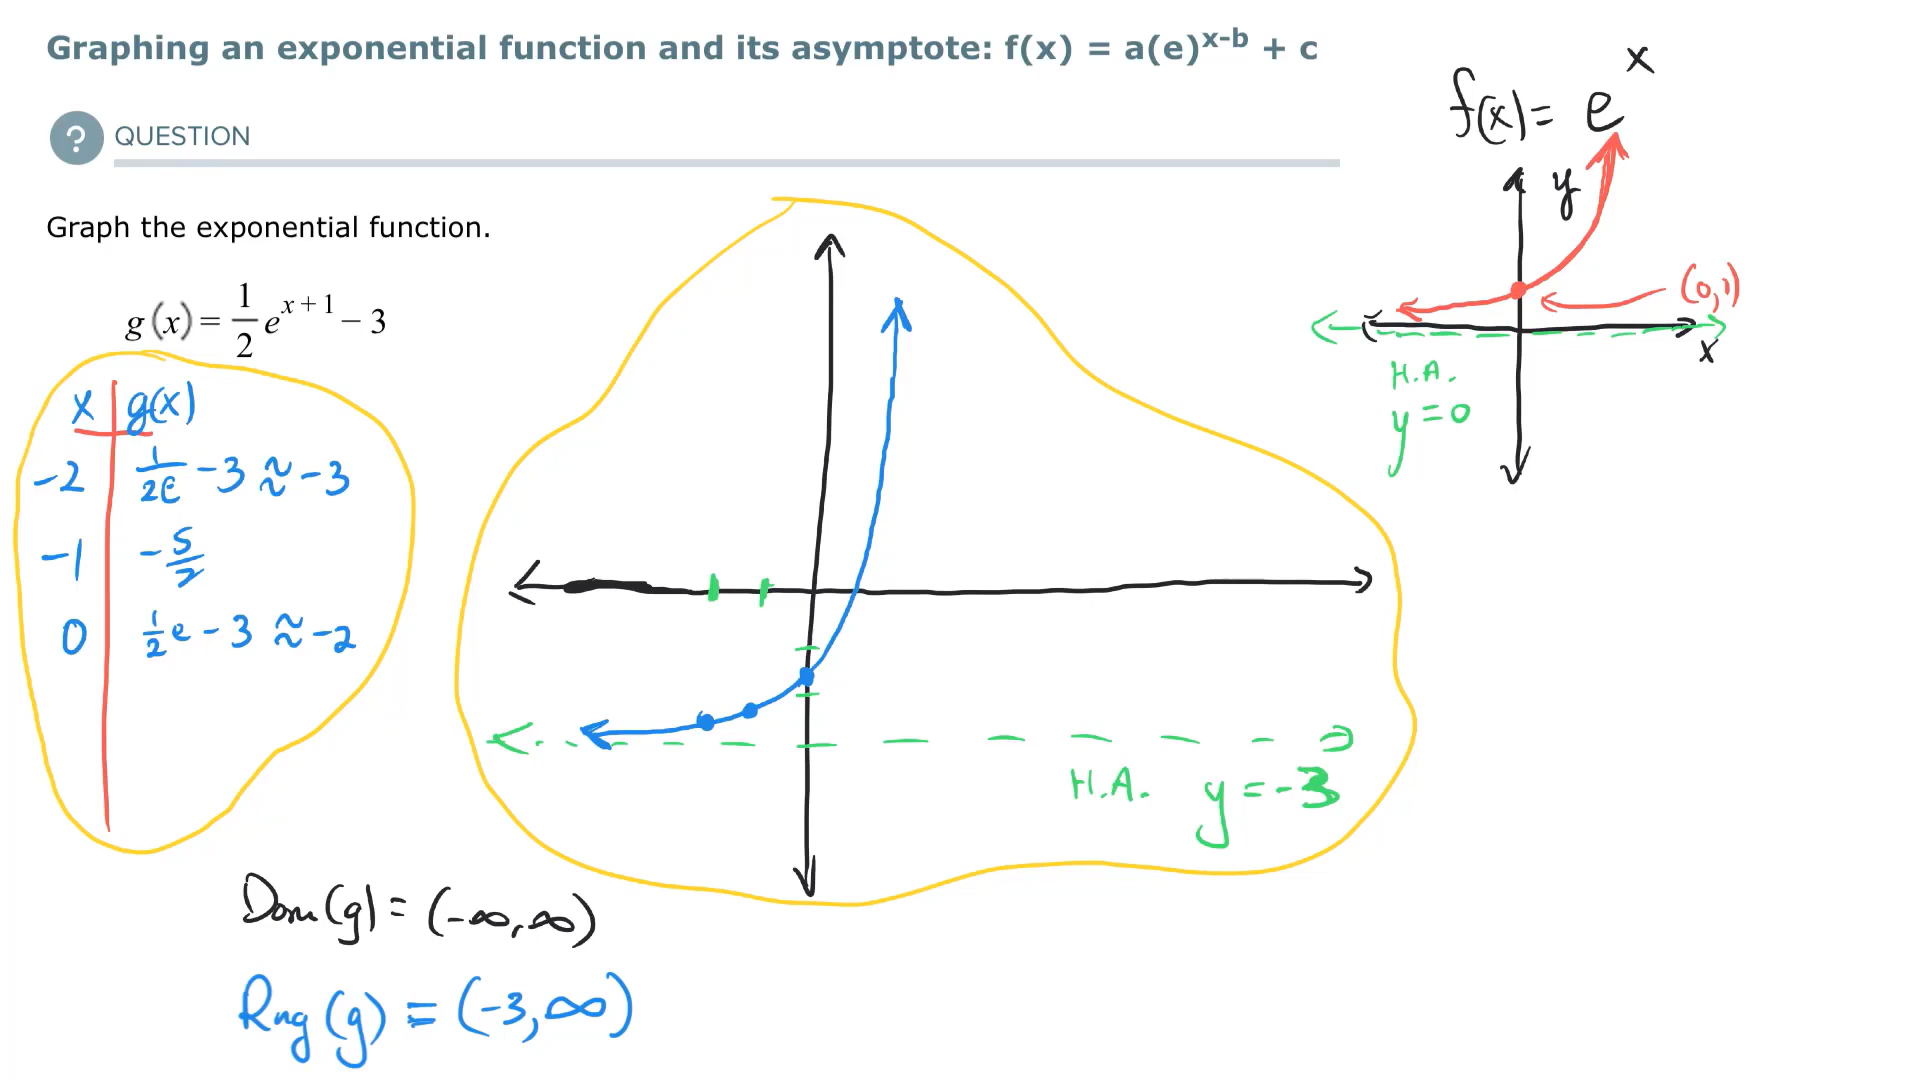 Graphing an exponential function and its asymptote: f(x) = a(e)^(x-b) + c
? QUESTION
Graph the exponential function.
g(x) = 1/2 e^(x+1) − 3
x g(x)
-2 1/2e -3 ≈ -3
-1 -5/2
0 1/2 e - 3 ≈ -2
H.A. y = -3
Dom(g) = (-∞, ∞)
Rng(g) = (-3, ∞)
f(x) = e^x
y
(0,1)
x
H.A.
y = 0